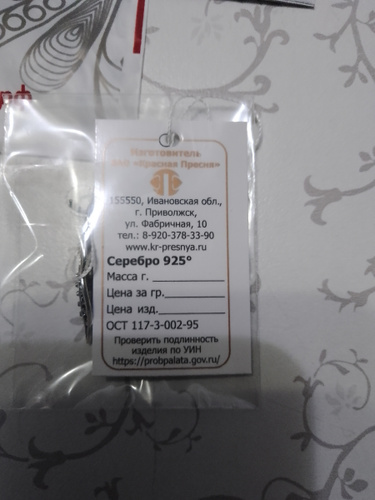 Изготовитель
ЗАО «Красная Пресня»
155550, Ивановская обл.,
г. Приволжск,
ул. Фабричная, 10
тел.: 8-920-378-33-90
www.kr-presnya.ru
Серебро 925°
Масса г.
Цена за гр.
Цена изд.
ОСТ 117-3-002-95
Проверить подлинность
изделия по УИН
https://probpalata.gov.ru/